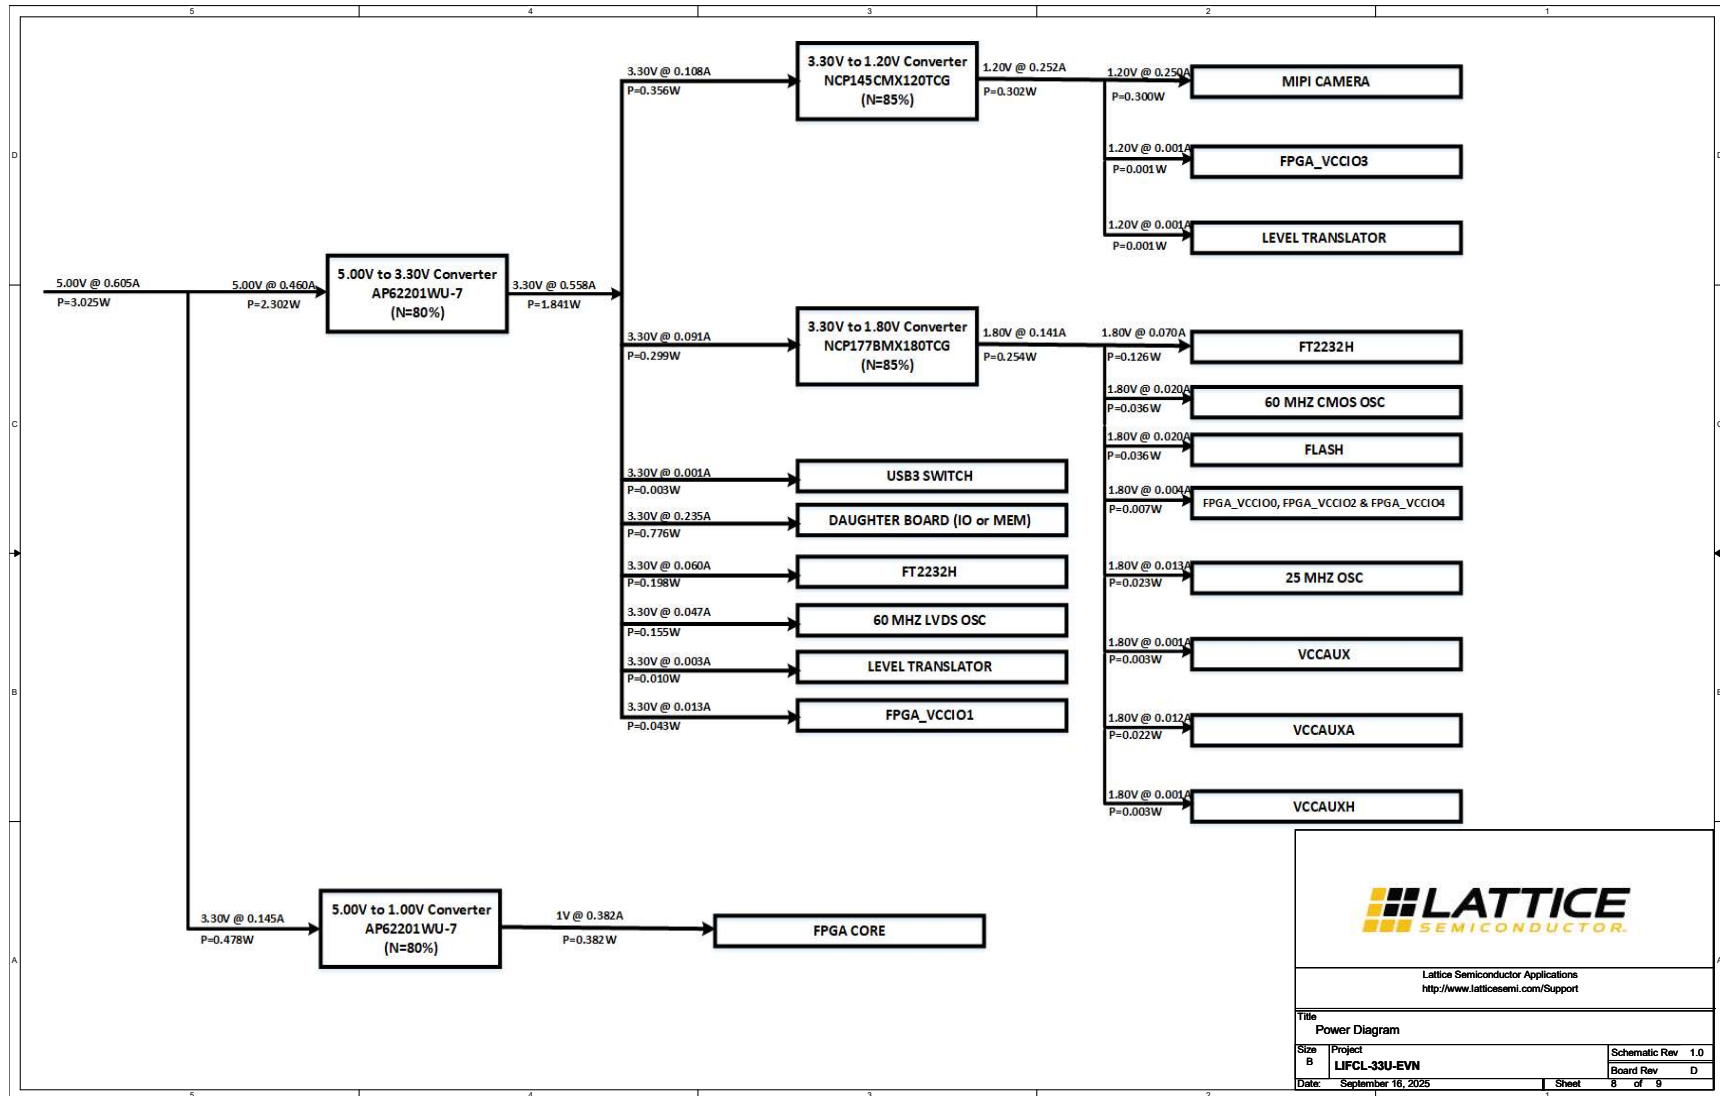 5
4
3
2
1
D
C
B
A
5.00V @ 0.605A
P=3.025W
5.00V @ 0.460A
P=2.302W
5.00V to 3.30V Converter
AP62201WU-7
(N=80%)
3.30V @ 0.558A
P=1.841W
3.30V @ 0.108A
P=0.356W
3.30V to 1.20V Converter
NCP145CMX120TCG
(N=85%)
1.20V @ 0.252A
P=0.302W
1.20V @ 0.250A
P=0.300W
MIPI CAMERA
1.20V @ 0.001A
P=0.001W
FPGA_VCCIO3
1.20V @ 0.001A
P=0.001W
LEVEL TRANSLATOR
3.30V @ 0.091A
P=0.299W
3.30V to 1.80V Converter
NCP177BMX180TCG
(N=85%)
1.80V @ 0.141A
P=0.254W
1.80V @ 0.070A
P=0.126W
FT2232H
1.80V @ 0.020A
P=0.036W
60 MHZ CMOS OSC
1.80V @ 0.020A
P=0.036W
FLASH
1.80V @ 0.004A
P=0.007W
FPGA_VCCIO0, FPGA_VCCIO2 & FPGA_VCCIO4
1.80V @ 0.013A
P=0.023W
25 MHZ OSC
1.80V @ 0.001A
P=0.003W
VCCAUX
1.80V @ 0.012A
P=0.022W
VCCAUXA
1.80V @ 0.001A
P=0.003W
VCCAUXH
3.30V @ 0.001A
P=0.003W
USB3 SWITCH
3.30V @ 0.235A
P=0.776W
DAUGHTER BOARD (IO or MEM)
3.30V @ 0.060A
P=0.198W
FT2232H
3.30V @ 0.047A
P=0.155W
60 MHZ LVDS OSC
3.30V @ 0.003A
P=0.010W
LEVEL TRANSLATOR
3.30V @ 0.013A
P=0.043W
FPGA_VCCIO1
3.30V @ 0.145A
P=0.478W
5.00V to 1.00V Converter
AP62201WU-7
(N=80%)
1V @ 0.382A
P=0.382W
FPGA CORE
LATTICE
SEMICONDUCTOR.
Lattice Semiconductor Applications
http://www.latticesemi.com/Support
Title
Power Diagram
Size
B
Project
LIFCL-33U-EVN
Schematic Rev 1.0
Board Rev D
Date: September 16, 2025
Sheet 8 of 9
5
4
3
2
1